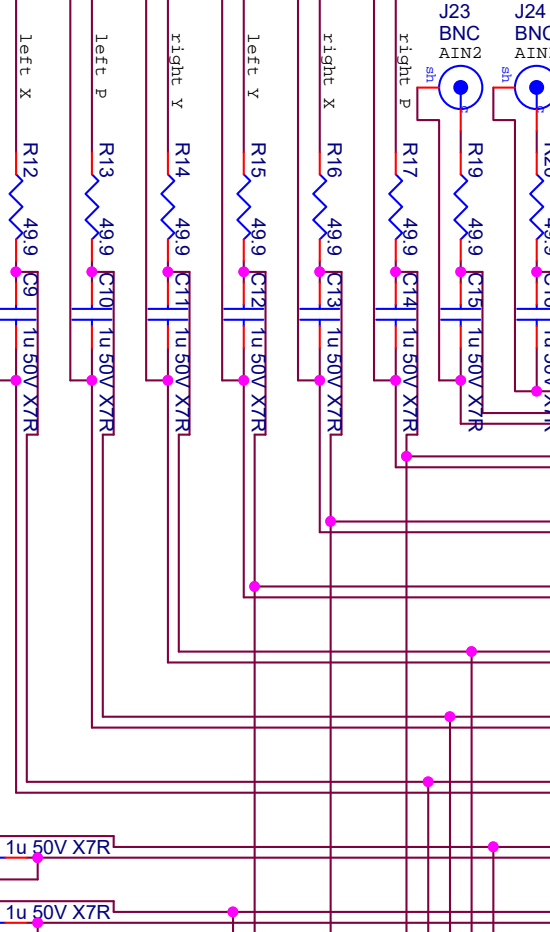 J23
BNC
AIN2
sh
J24
BNC
AIN
sh
left X
left P
right Y
left Y
right X
right P
R12
49.9
R13
49.9
R14
49.9
R15
49.9
R16
49.9
R17
49.9
R19
49.9
C9
1u 50V X7R
C10
1u 50V X7R
C11
1u 50V X7R
C12
1u 50V X7R
C13
1u 50V X7R
C14
1u 50V X7R
C15
1u 50V X7R
1u 50V X7R
1u 50V X7R